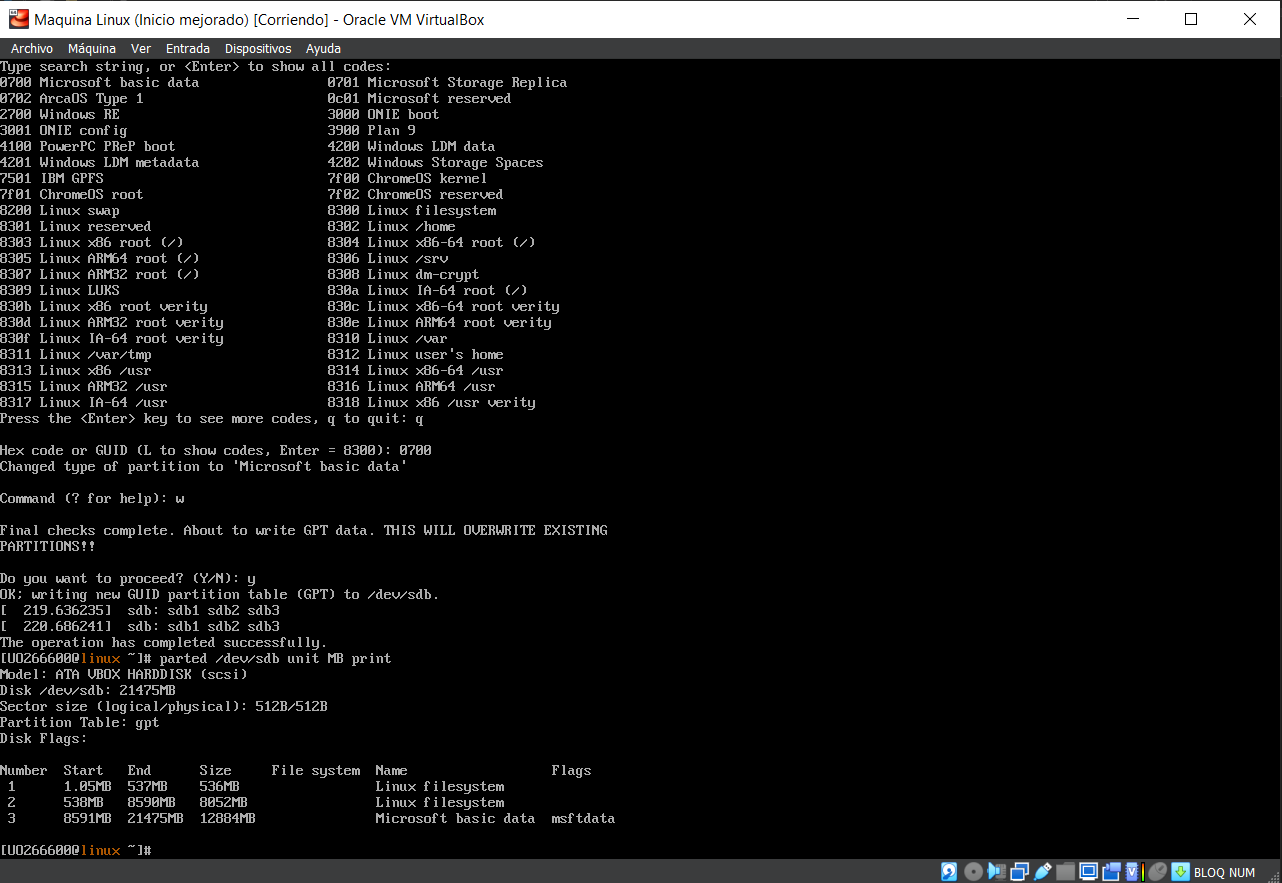 Maquina Linux (Inicio mejorado) [Corriendo] - Oracle VM VirtualBox
Archivo Máquina Ver Entrada Dispositivos Ayuda
Type search string, or <Enter> to show all codes:
0700 Microsoft basic data 0701 Microsoft Storage Replica
0702 ArcaOS Type 1 0c01 Microsoft reserved
2700 Windows RE 3000 ONIE boot
3001 ONIE config 3900 Plan 9
4100 PowerPC PReP boot 4200 Windows LDM data
4201 Windows LDM metadata 4202 Windows Storage Spaces
7501 IBM GPFS 7f00 ChromeOS kernel
7f01 ChromeOS root 7f02 ChromeOS reserved
8200 Linux swap 8300 Linux filesystem
8301 Linux reserved 8302 Linux /home
8303 Linux x86 root (/) 8304 Linux x86-64 root (/)
8305 Linux ARM64 root (/) 8306 Linux /srv
8307 Linux ARM32 root (/) 8308 Linux dm-crypt
8309 Linux LUKS 830a Linux IA-64 root (/)
830b Linux x86 root verity 830c Linux x86-64 root verity
830d Linux ARM32 root verity 830e Linux ARM64 root verity
830f Linux IA-64 root verity 8310 Linux /var
8311 Linux /var/tmp 8312 Linux user's home
8313 Linux x86 /usr 8314 Linux x86-64 /usr
8315 Linux ARM32 /usr 8316 Linux ARM64 /usr
8317 Linux IA-64 /usr 8318 Linux x86 /usr verity
Press the <Enter> key to see more codes, q to quit: q
Hex code or GUID (L to show codes, Enter = 8300): 0700
Changed type of partition to 'Microsoft basic data'
Command (? for help): w
Final checks complete. About to write GPT data. THIS WILL OVERWRITE EXISTING
PARTITIONS!!
Do you want to proceed? (Y/N): y
OK; writing new GUID partition table (GPT) to /dev/sdb.
[  219.636235]  sdb: sdb1 sdb2 sdb3
[  220.686241]  sdb: sdb1 sdb2 sdb3
The operation has completed successfully.
[UO266600@linux ~]# parted /dev/sdb unit MB print
Model: ATA VBOX HARDDISK (scsi)
Disk /dev/sdb: 21475MB
Sector size (logical/physical): 512B/512B
Partition Table: gpt
Disk Flags:
Number Start End Size File system Name Flags
1 1.05MB 537MB 536MB Linux filesystem
2 538MB 8590MB 8052MB Linux filesystem
3 8591MB 21475MB 12884MB Microsoft basic data msftdata
[UO266600@linux ~]#
BLOQ NUM